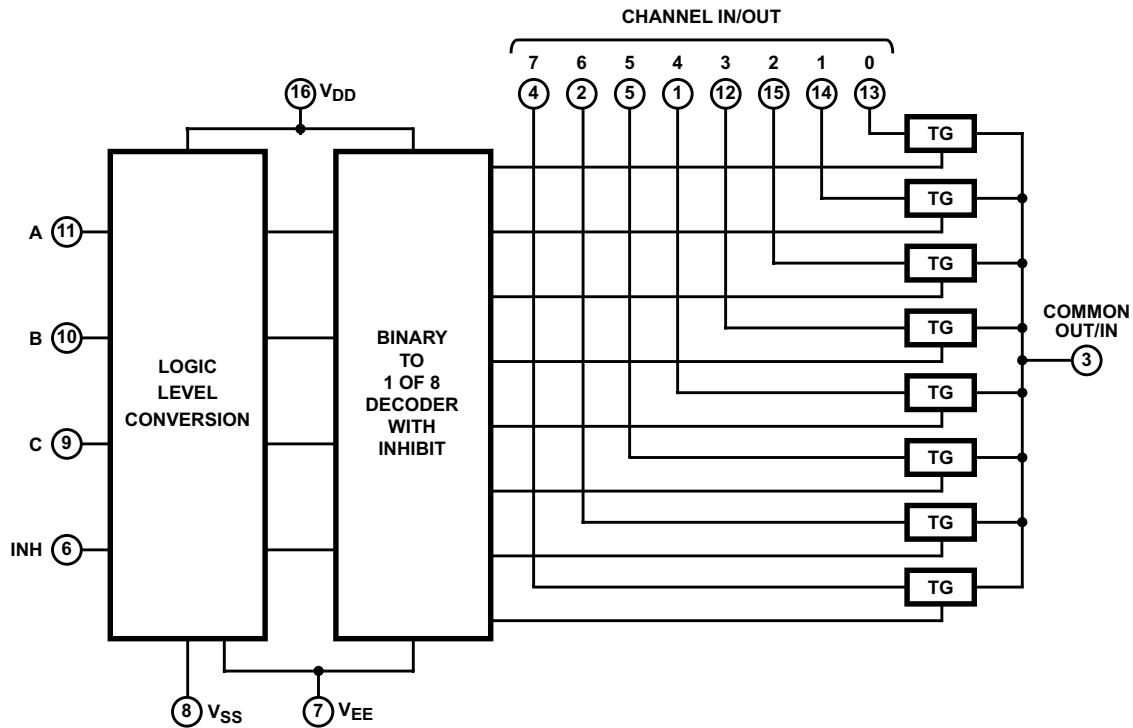 CHANNEL IN/OUT
7 6 5 4 3 2 1 0
4 2 5 1 12 15 14 13
16 VDD
TG
TG
TG
TG
TG
TG
TG
TG
A 11
B 10
C 9
INH 6
LOGIC
LEVEL
CONVERSION
BINARY
TO
1 OF 8
DECODER
WITH
INHIBIT
COMMON
OUT/IN
3
8 VSS
7 VEE